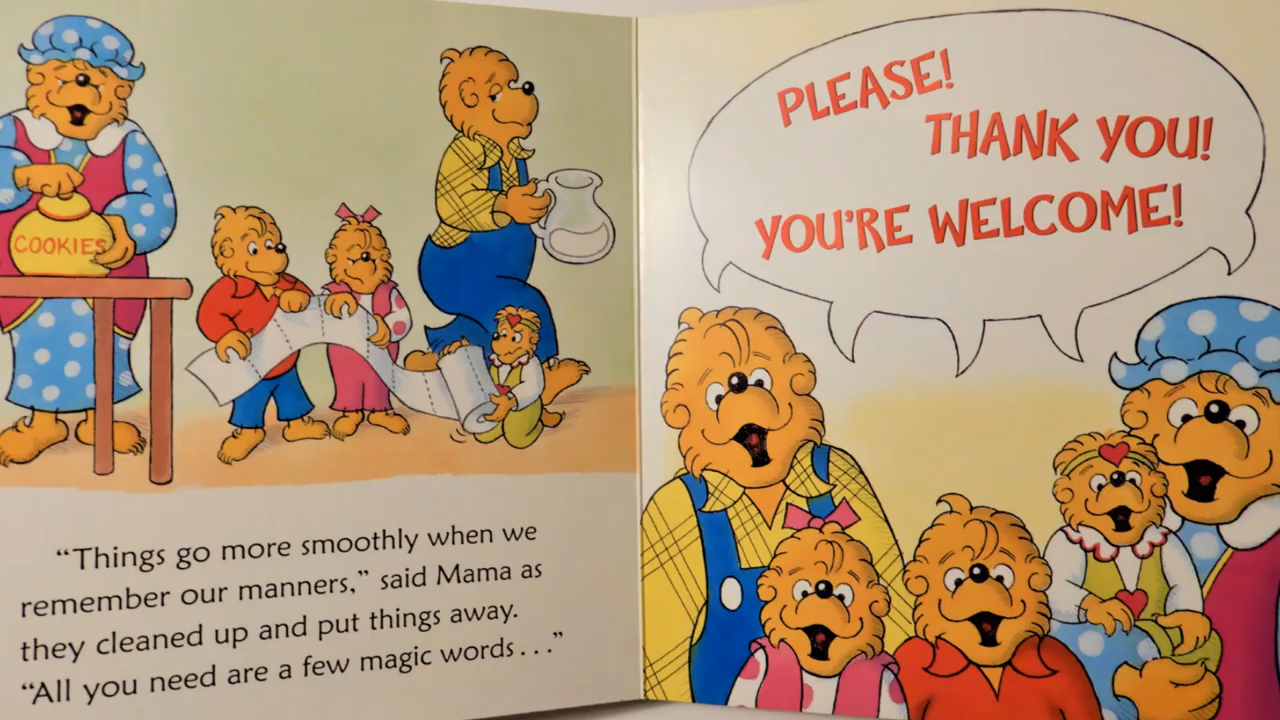 COOKIES
“Things go more smoothly when we
remember our manners,” said Mama as
they cleaned up and put things away.
“All you need are a few magic words . . .”
PLEASE!
THANK YOU!
YOU’RE WELCOME!